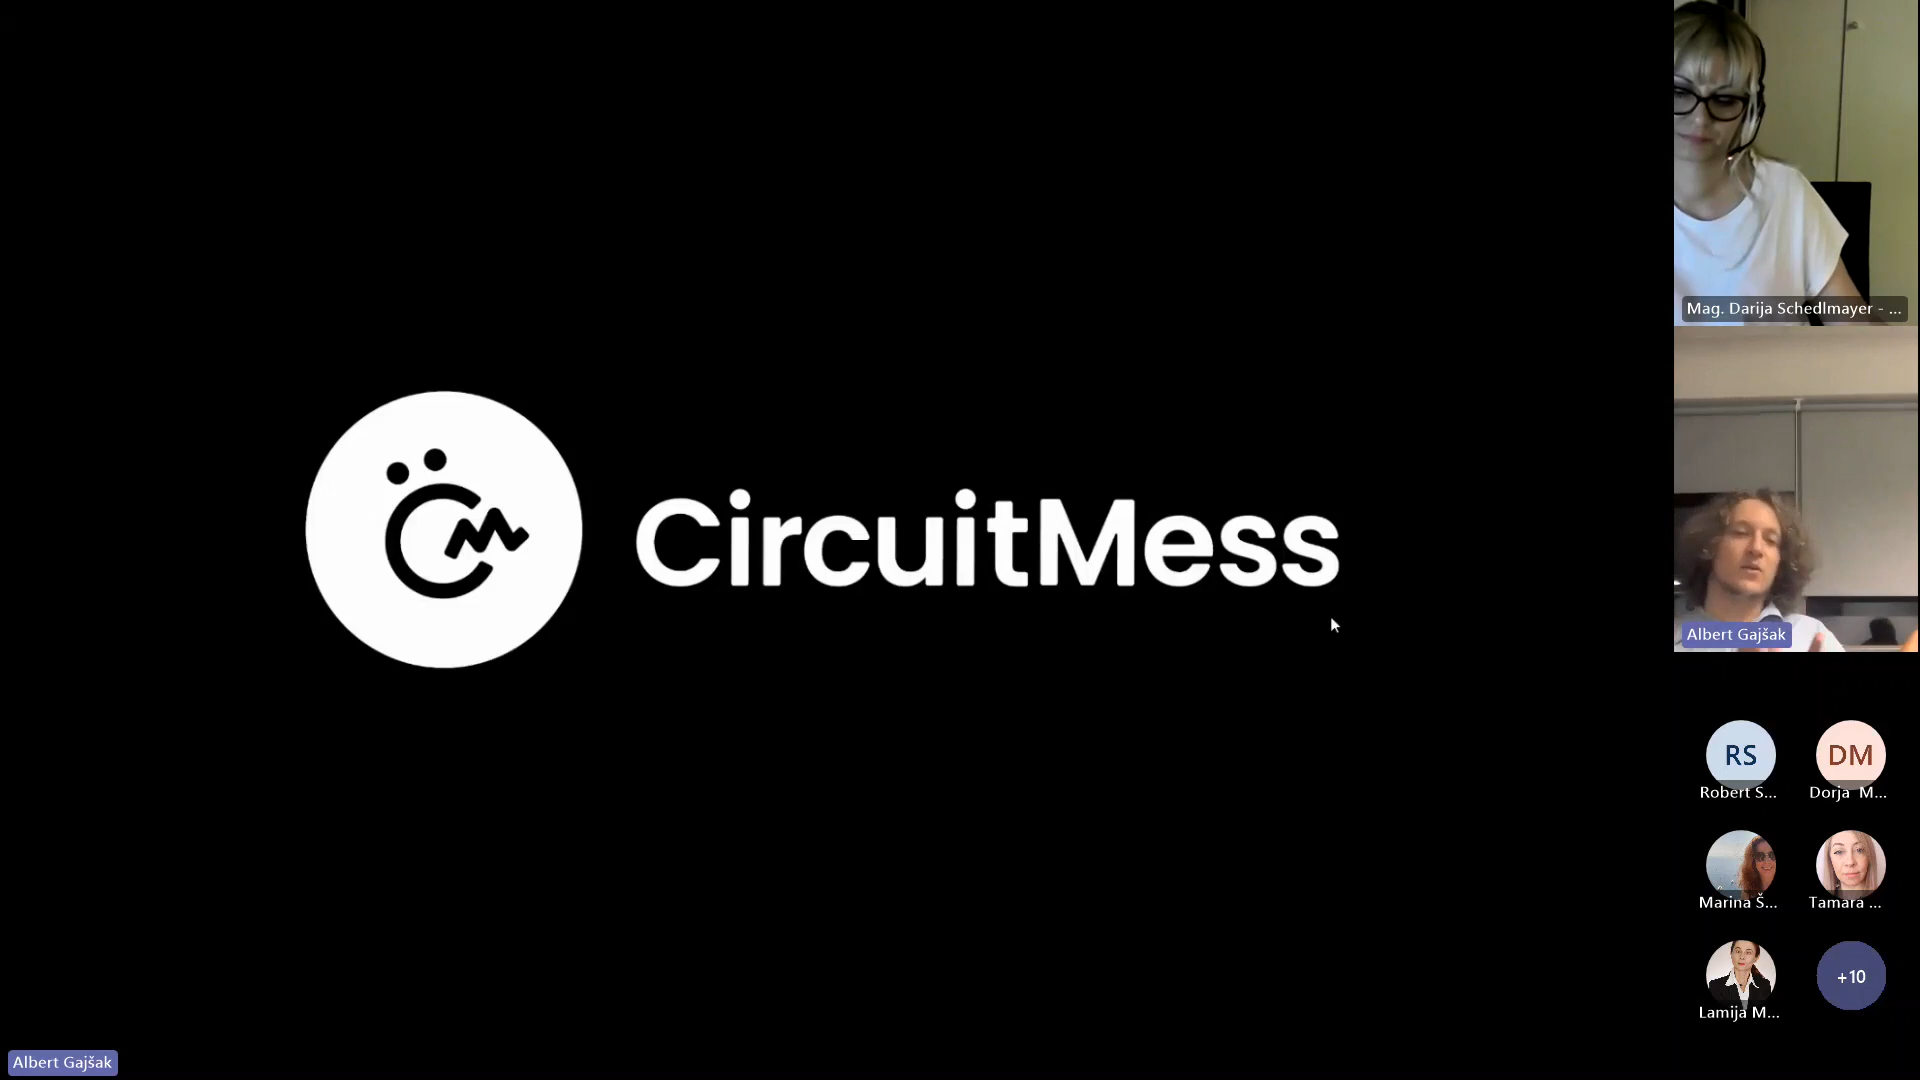 CircuitMess
Mag. Darija Schedlmayer - ...
Albert Gajšak
RS
DM
Robert S...
Dorja M...
Marina Š...
Tamara ...
+10
Lamija M...
Albert Gajšak